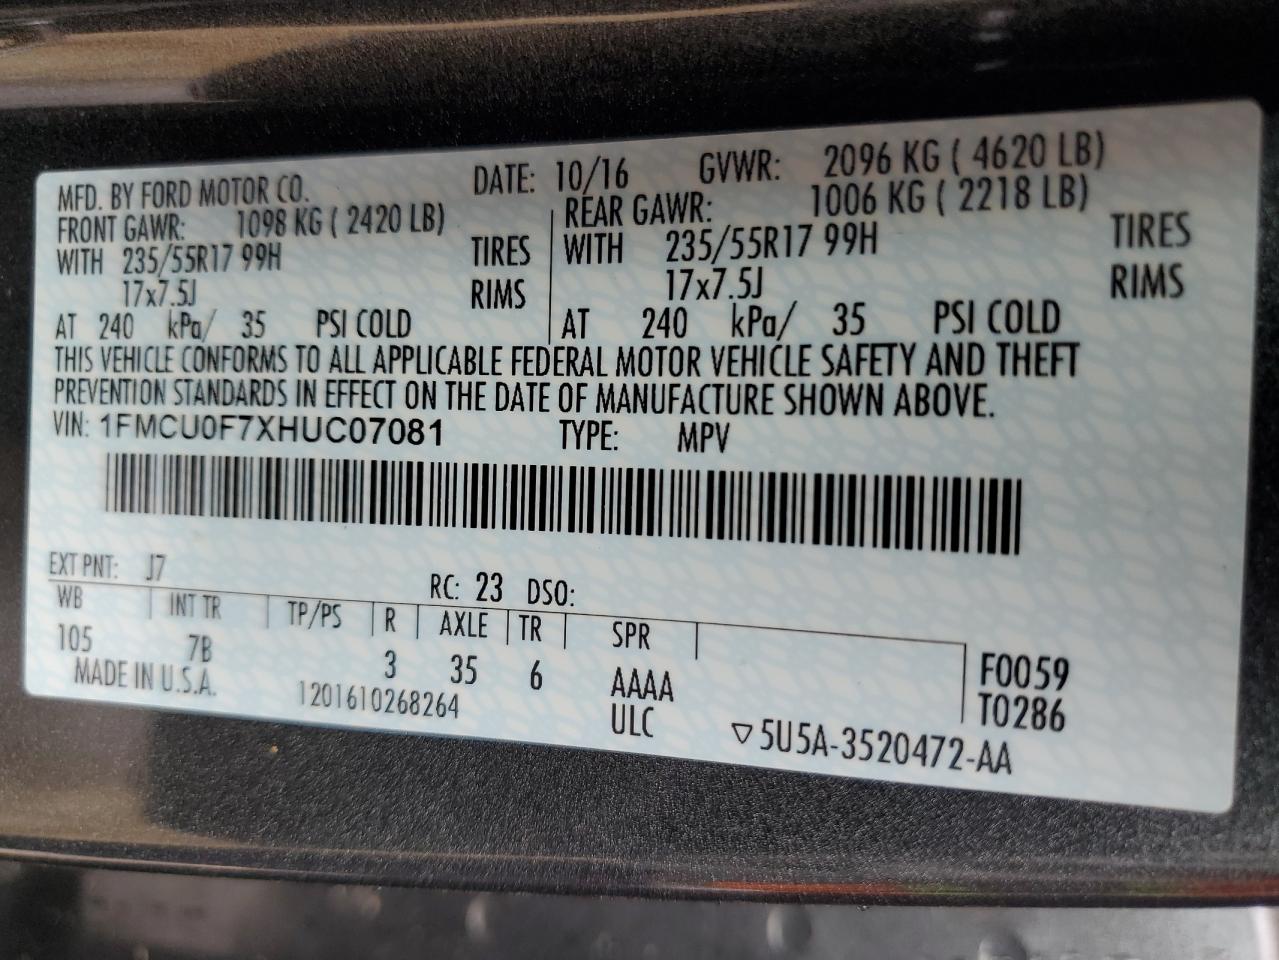 MFD. BY FORD MOTOR CO. DATE: 10/16 GVWR: 2096 KG ( 4620 LB)
FRONT GAWR: 1098 KG ( 2420 LB) REAR GAWR: 1006 KG ( 2218 LB)
WITH 235/55R17 99H TIRES WITH 235/55R17 99H TIRES
17x7.5J RIMS 17x7.5J RIMS
AT 240 kPa/ 35 PSI COLD AT 240 kPa/ 35 PSI COLD
THIS VEHICLE CONFORMS TO ALL APPLICABLE FEDERAL MOTOR VEHICLE SAFETY AND THEFT
PREVENTION STANDARDS IN EFFECT ON THE DATE OF MANUFACTURE SHOWN ABOVE.
VIN: 1FMCU0F7XHUC07081 TYPE: MPV
EXT PNT: J7 RC: 23 DSO:
WB INT TR TP/PS R AXLE TR SPR
105 7B 3 35 6 AAAA F0059
MADE IN U.S.A. 1201610268264 ULC T0286
▽5U5A-3520472-AA